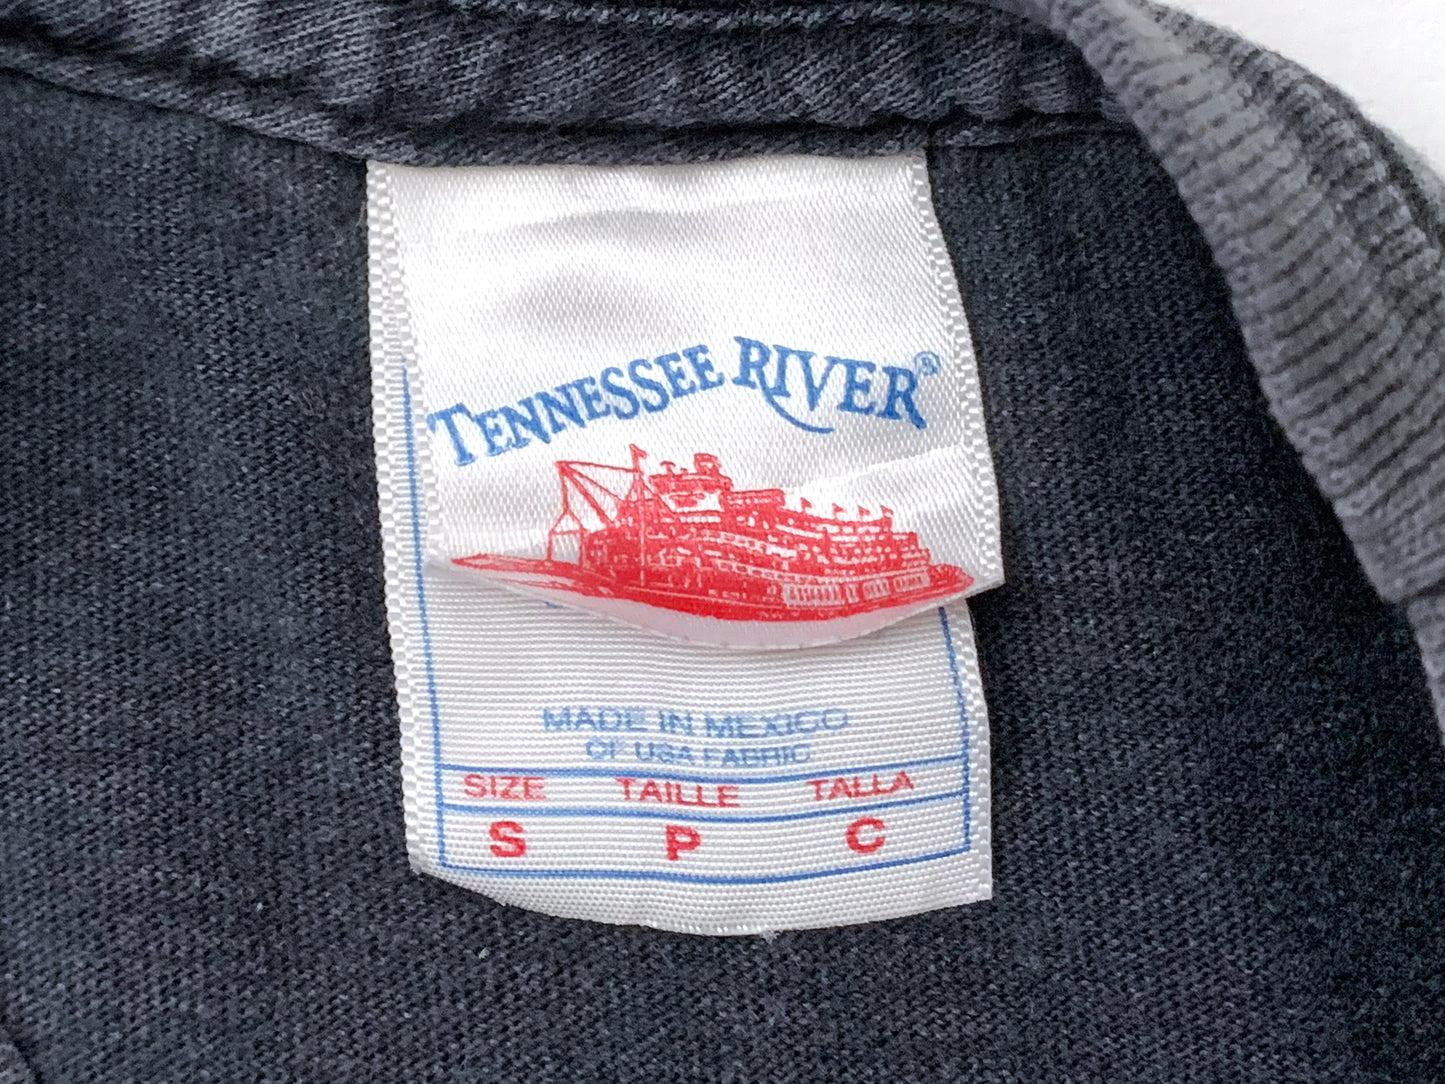 TENNESSEE RIVER®
MADE IN MEXICO
OF USA FABRIC
SIZE TAILLE TALLA
S P C